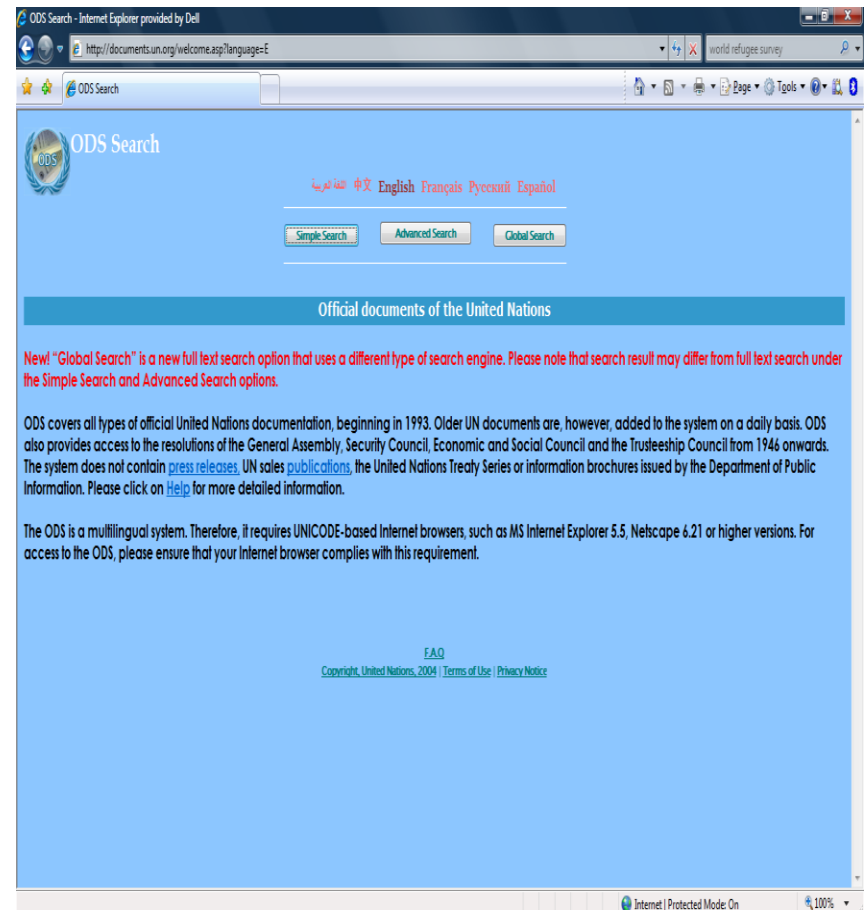 ODS Search - Internet Explorer provided by Dell
http://documents.un.org/welcome.asp?language=E
world refugee survey
ODS Search
Page
Tools
ODS
ODS Search
اللغة العربية 中文 English Français Русский Español
Simple Search
Advanced Search
Global Search
Official documents of the United Nations
New! “Global Search” is a new full text search option that uses a different type of search engine. Please note that search result may differ from full text search under
the Simple Search and Advanced Search options.
ODS covers all types of official United Nations documentation, beginning in 1993. Older UN documents are, however, added to the system on a daily basis. ODS
also provides access to the resolutions of the General Assembly, Security Council, Economic and Social Council and the Trusteeship Council from 1946 onwards.
The system does not contain press releases, UN sales publications, the United Nations Treaty Series or information brochures issued by the Department of Public
Information. Please click on Help for more detailed information.
The ODS is a multilingual system. Therefore, it requires UNICODE-based Internet browsers, such as MS Internet Explorer 5.5, Netscape 6.21 or higher versions. For
access to the ODS, please ensure that your Internet browser complies with this requirement.
F.A.Q
Copyright, United Nations, 2004 | Terms of Use | Privacy Notice
Internet | Protected Mode: On
100%